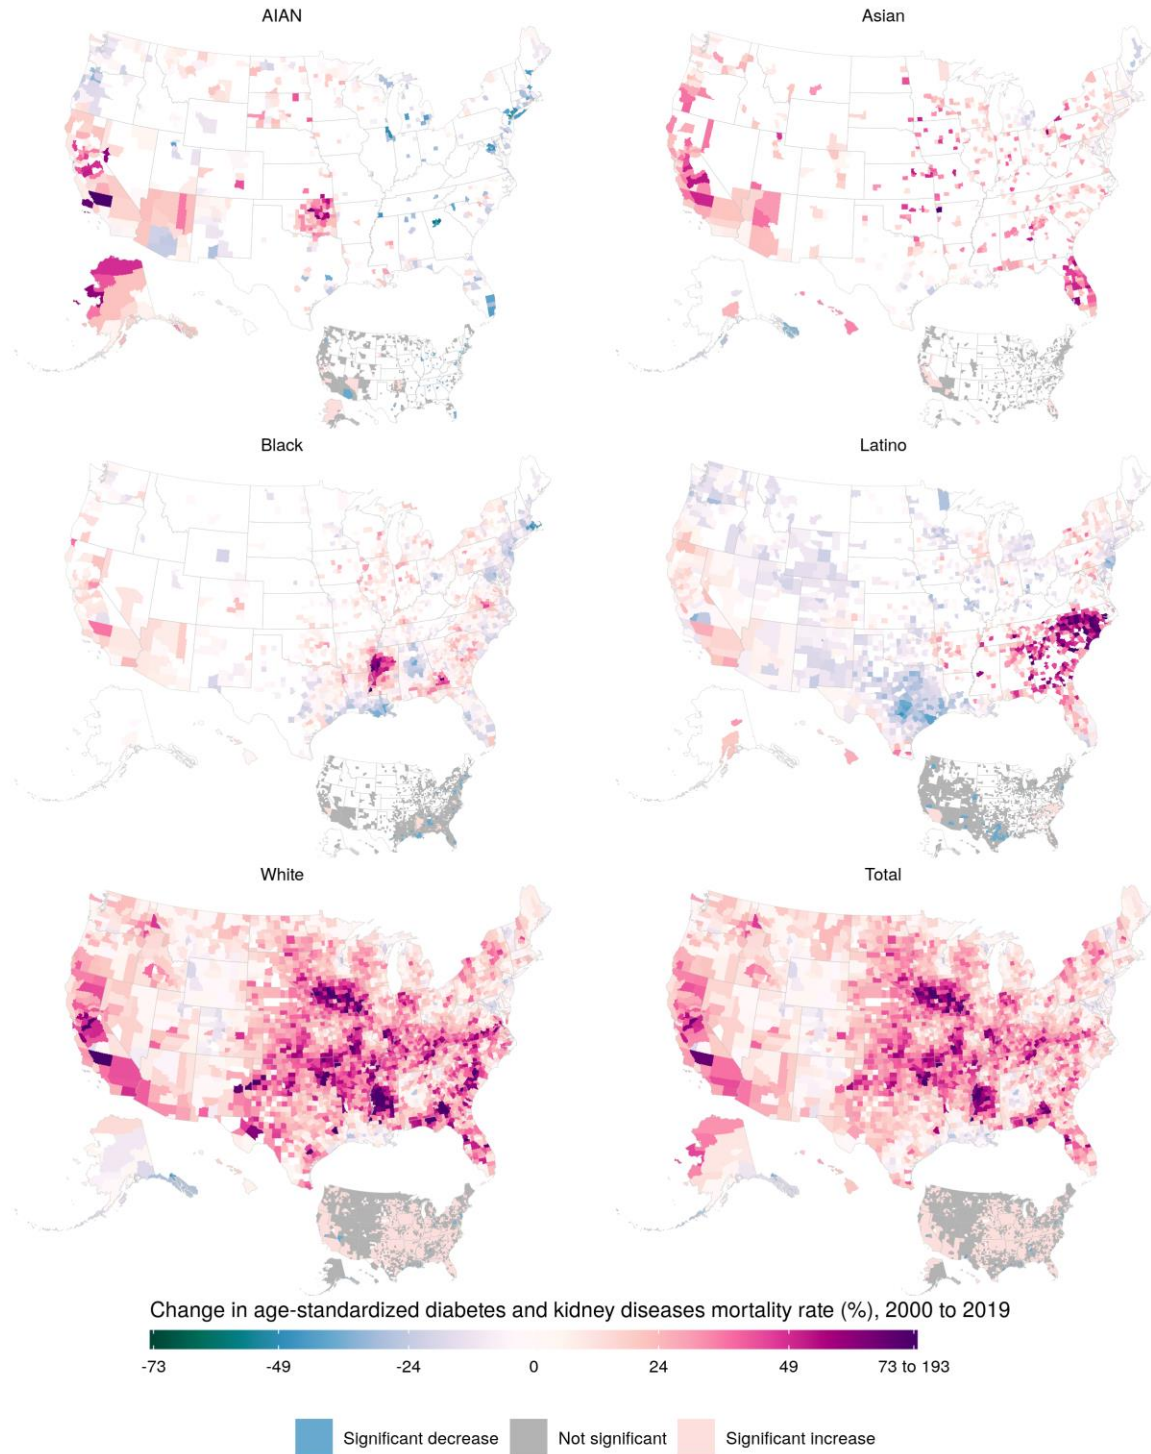 AIAN
Asian
Black
Latino
White
Total
Change in age-standardized diabetes and kidney diseases mortality rate (%), 2000 to 2019
-73 -49 -24 0 24 49 73 to 193
Significant decrease Not significant Significant increase